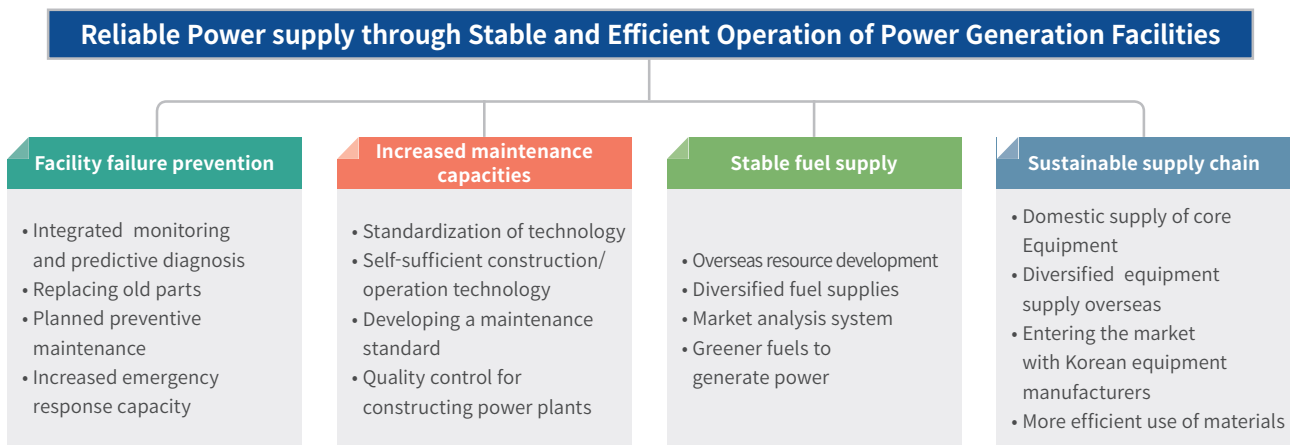 Reliable Power supply through Stable and Efficient Operation of Power Generation Facilities
Facility failure prevention
• Integrated monitoring
and predictive diagnosis
• Replacing old parts
• Planned preventive
maintenance
• Increased emergency
response capacity
Increased maintenance
capacities
• Standardization of technology
• Self-sufficient construction/
operation technology
• Developing a maintenance
standard
• Quality control for
constructing power plants
Stable fuel supply
• Overseas resource development
• Diversified fuel supplies
• Market analysis system
• Greener fuels to
generate power
Sustainable supply chain
• Domestic supply of core
Equipment
• Diversified equipment
supply overseas
• Entering the market
with Korean equipment
manufacturers
• More efficient use of materials